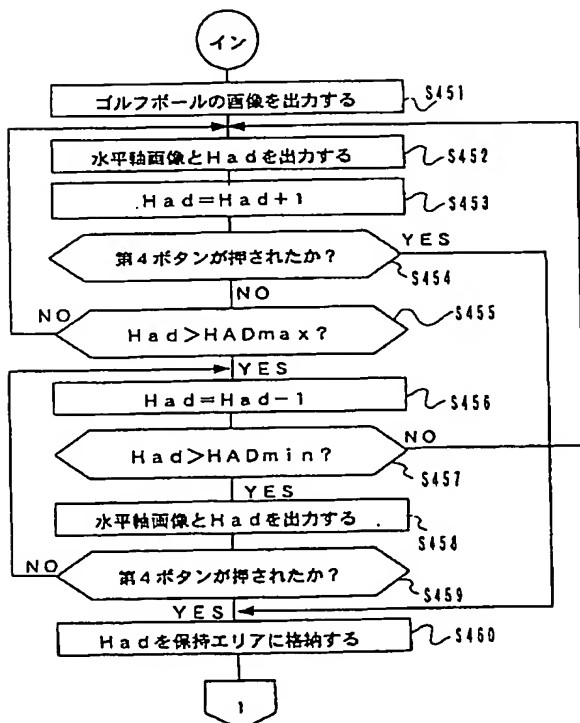 イン
ゴルフボールの画像を出力する
S451
水平軸画像とHadを出力する
S452
.Had=Had+1
S453
第4ボタンが押されたか?
YES
S454
NO
NO
Had>HADmax?
S455
YES
Had=Had-1
S456
Had>HADmin?
NO
S457
YES
水平軸画像とHadを出力する .
S458
NO
第4ボタンが押されたか?
S459
YES
Hadを保持エリアに格納する
S460
1